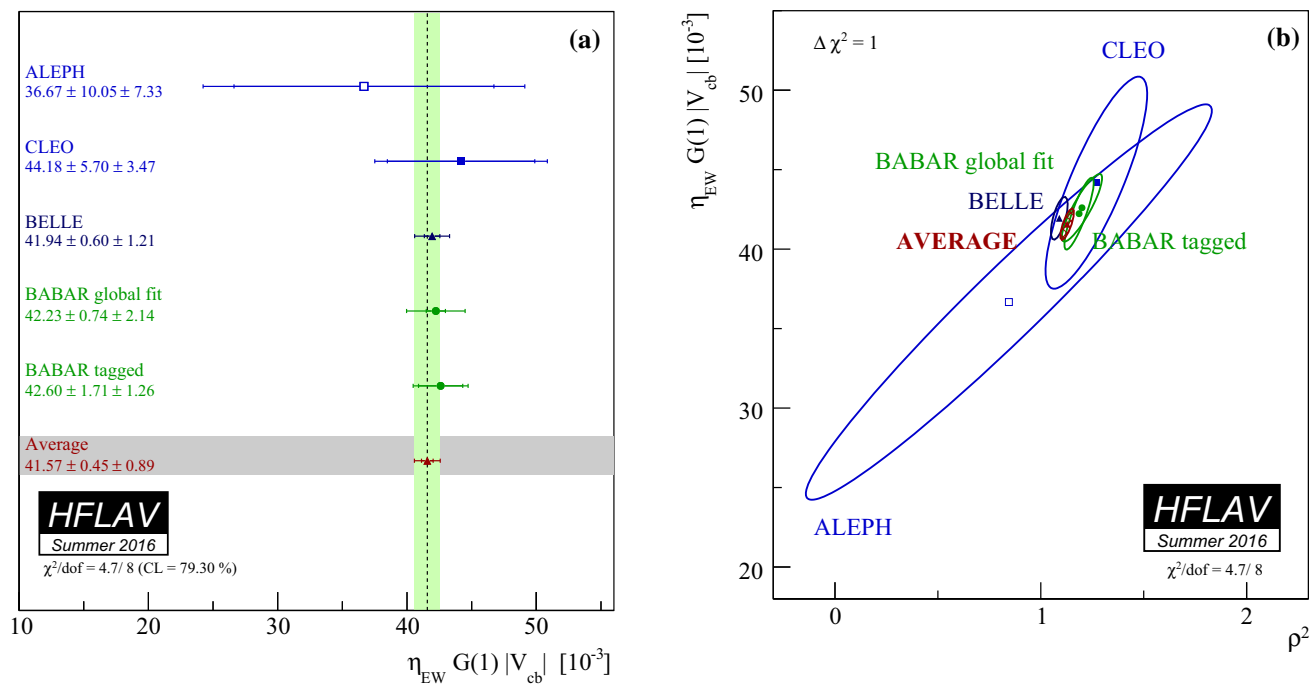 (a)
ALEPH
36.67 ± 10.05 ± 7.33
CLEO
44.18 ± 5.70 ± 3.47
BELLE
41.94 ± 0.60 ± 1.21
BABAR global fit
42.23 ± 0.74 ± 2.14
BABAR tagged
42.60 ± 1.71 ± 1.26
Average
41.57 ± 0.45 ± 0.89
HFLAV
Summer 2016
χ²/dof = 4.7/ 8 (CL = 79.30 %)
10 20 30 40 50
η_EW G(1) |V_cb| [10⁻³]
(b)
Δ χ² = 1
CLEO
BABAR global fit
BELLE
AVERAGE
BABAR tagged
ALEPH
HFLAV
Summer 2016
χ²/dof = 4.7/ 8
η_EW G(1) |V_cb| [10⁻³]
50
40
30
20
0 1 2
ρ²